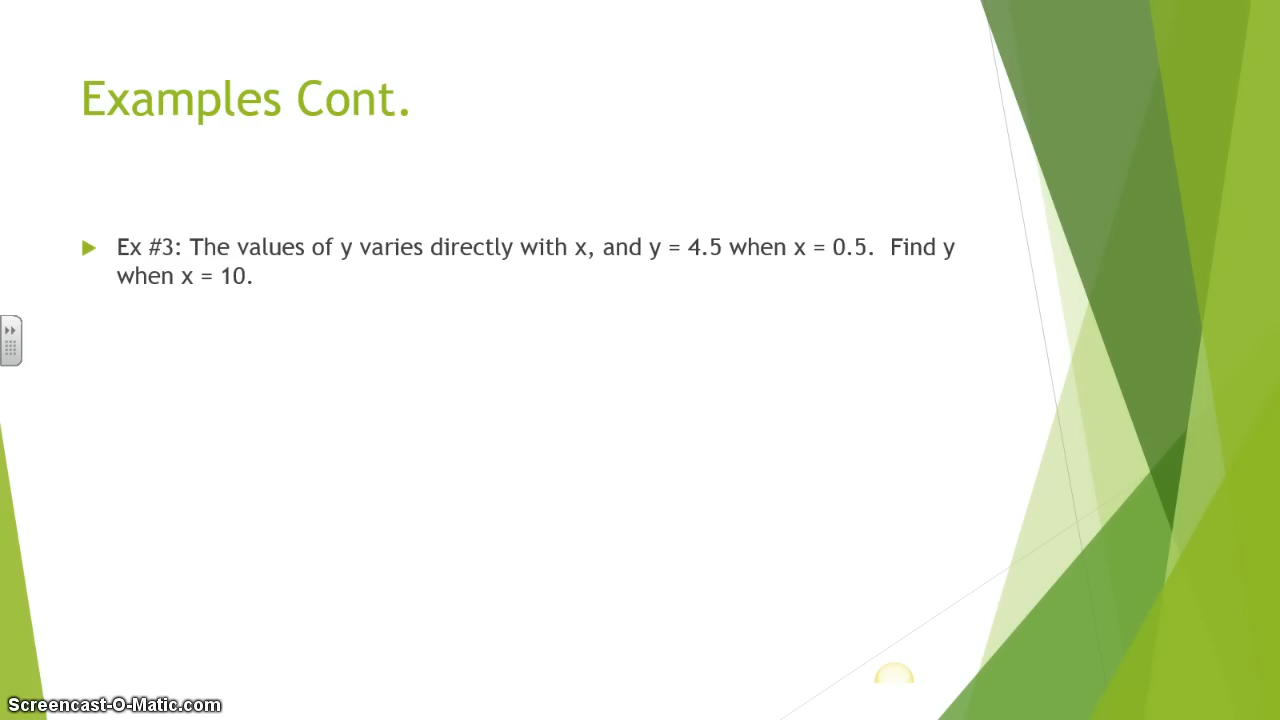 Examples Cont.
Ex #3: The values of y varies directly with x, and y = 4.5 when x = 0.5.  Find y
when x = 10.
Screencast-O-Matic.com